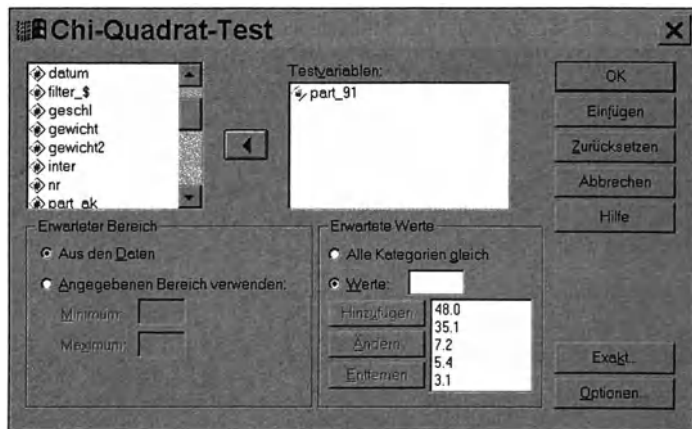 Chi-Quadrat-Test
datum
filter_$
geschl
gewicht
gewicht2
inter
nr
part_ak
Testvariablen:
part_91
OK
Einfügen
Zurücksetzen
Abbrechen
Hilfe
Erwarteter Bereich
Aus den Daten
Angegebenen Bereich verwenden:
Minimum:
Maximum:
Erwartete Werte
Alle Kategorien gleich
Werte:
Hinzufügen
Ändern
Entfernen
48.0
35.1
7.2
5.4
3.1
Exakt..
Optionen...